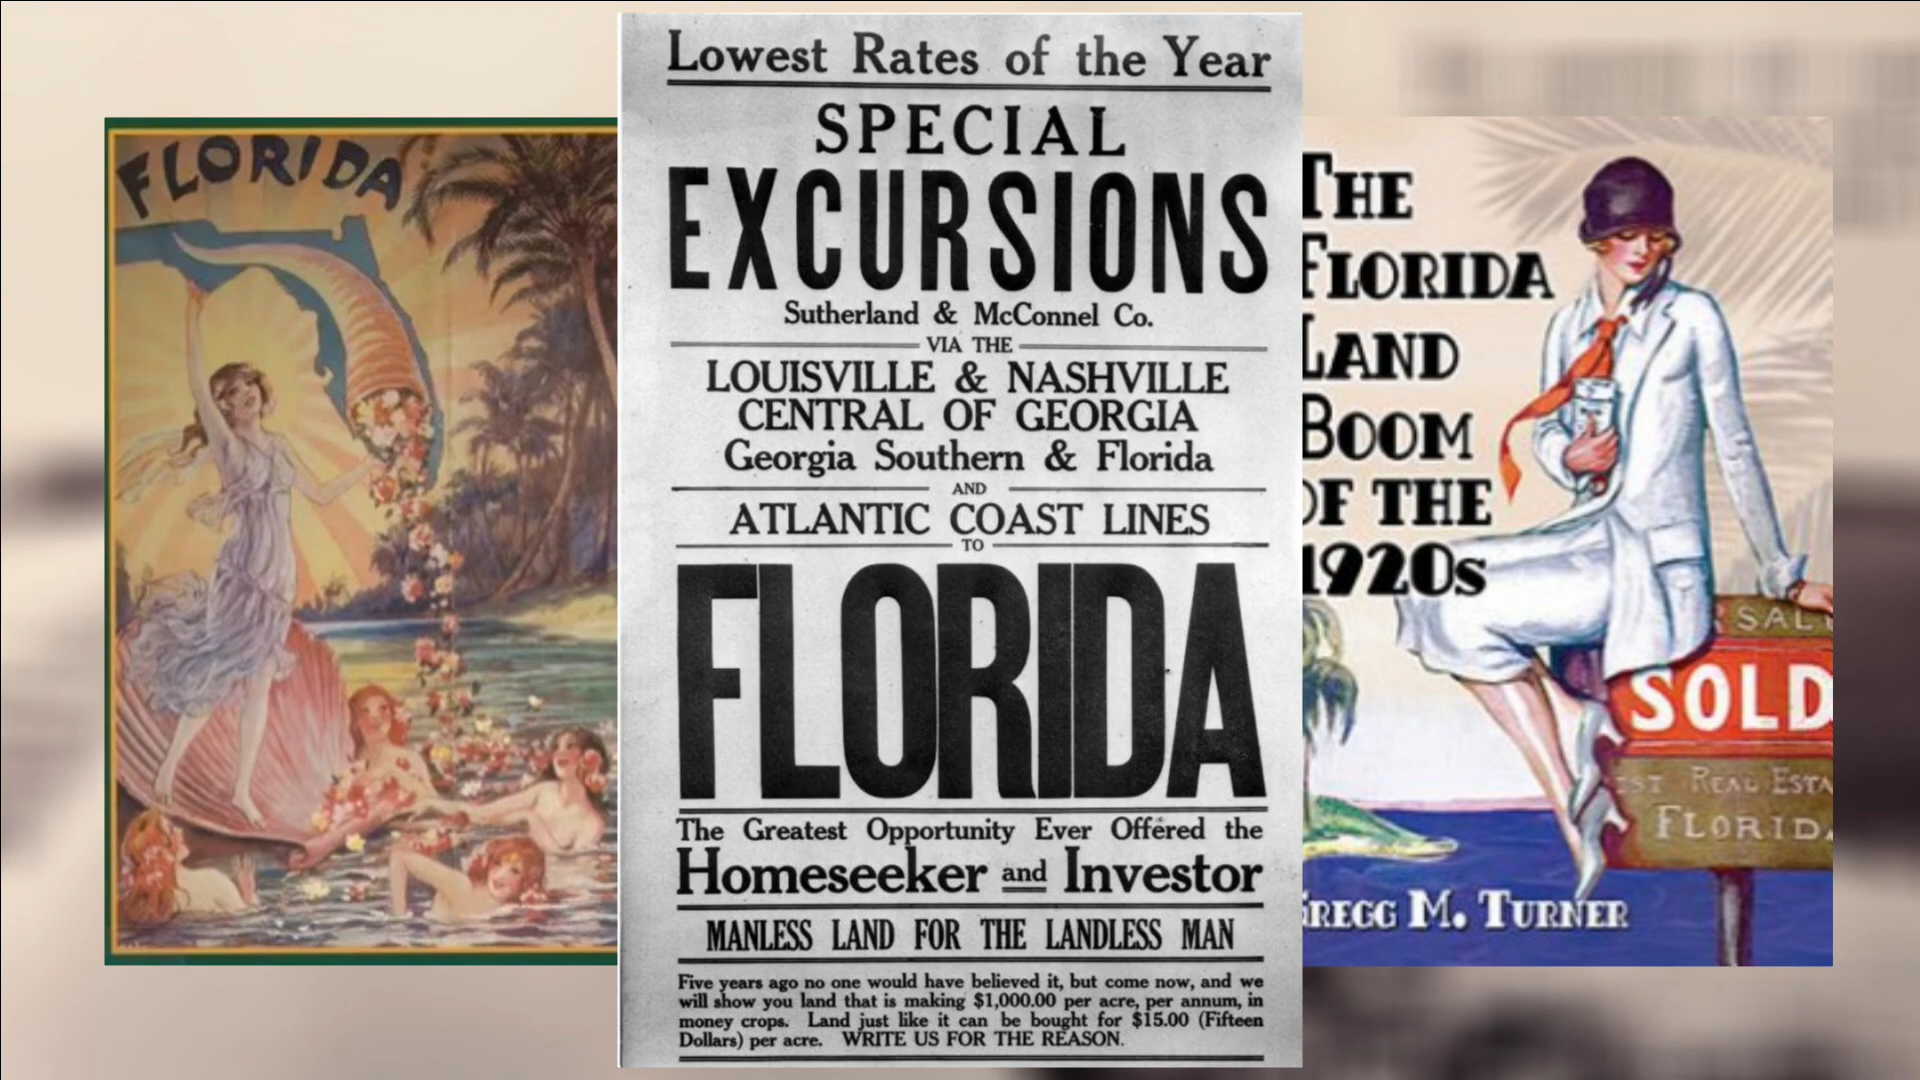 FLORIDA
Lowest Rates of the Year
SPECIAL
EXCURSIONS
Sutherland & McConnel Co.
VIA THE
LOUISVILLE & NASHVILLE
CENTRAL OF GEORGIA
Georgia Southern & Florida
AND
ATLANTIC COAST LINES
TO
FLORIDA
The Greatest Opportunity Ever Offered the
Homeseeker and Investor
MANLESS LAND FOR THE LANDLESS MAN
Five years ago no one would have believed it, but come now, and we
will show you land that is making $1,000.00 per acre, per annum, in
money crops. Land just like it can be bought for $15.00 (Fifteen
Dollars) per acre. WRITE US FOR THE REASON.
THE
FLORIDA
LAND
BOOM
OF THE
1920s
SAL
SOLD
EST REAL ESTA
FLORIDA
GREGG M. TURNER